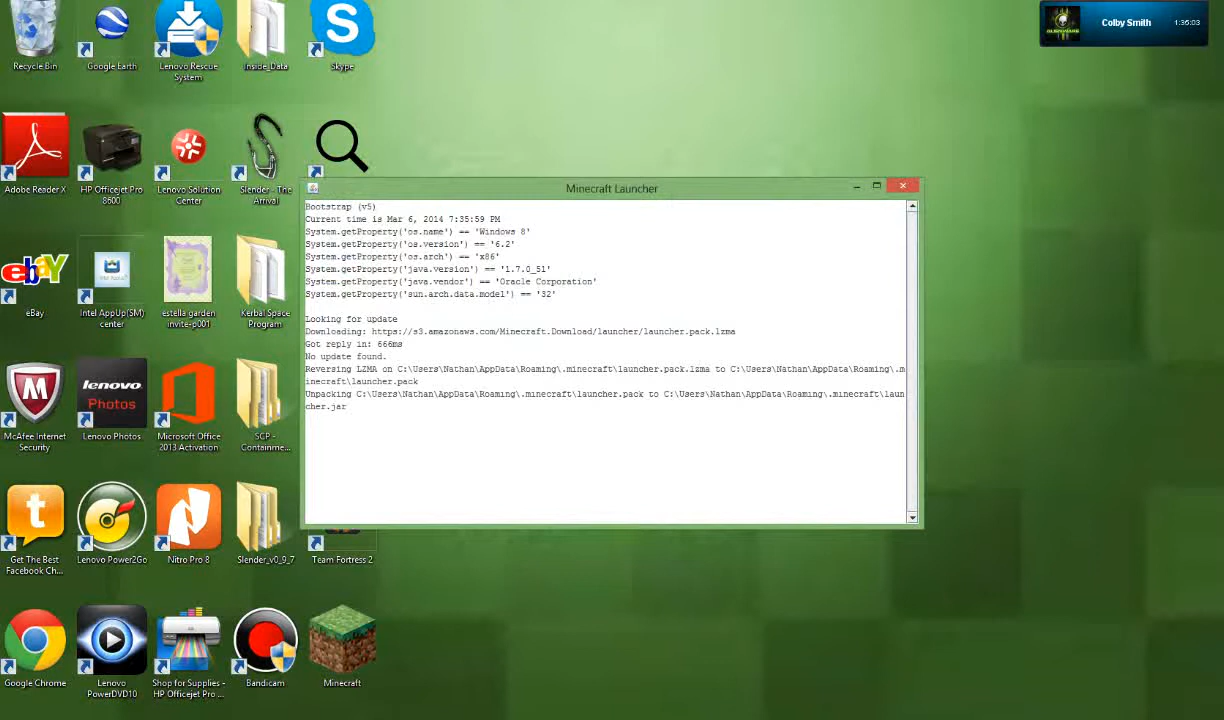 Recycle Bin
Google Earth
Lenovo Rescue
System
Inside_Data
Skype
Colby Smith
1:36:03
ALIENWARE
Adobe Reader X
HP Officejet Pro
8600
Lenovo Solution
Center
Slender - The
Arrival
Minecraft Launcher
Bootstrap (v5)
Current time is Mar 6, 2014 7:35:59 PM
System.getProperty('os.name') == 'Windows 8'
System.getProperty('os.version') == '6.2'
System.getProperty('os.arch') == 'x86'
System.getProperty('java.version') == '1.7.0_51'
System.getProperty('java.vendor') == 'Oracle Corporation'
System.getProperty('sun.arch.data.model') == '32'
Looking for update
Downloading: https://s3.amazonaws.com/Minecraft.Download/launcher/launcher.pack.lzma
Got reply in: 666ms
No update found.
Reversing LZMA on C:\Users\Nathan\AppData\Roaming\.minecraft\launcher.pack.lzma to C:\Users\Nathan\AppData\Roaming\.m
inecraft\launcher.pack
Unpacking C:\Users\Nathan\AppData\Roaming\.minecraft\launcher.pack to C:\Users\Nathan\AppData\Roaming\.minecraft\laun
cher.jar
ebay
eBay
Intel AppUp(SM)
center
estella garden
invite-p001
Kerbal Space
Program
lenovo
Photos
McAfee Internet
Security
Lenovo Photos
Microsoft Office
2013 Activation
SCP -
Containme...
Get The Best
Facebook Ch...
Lenovo Power2Go
Nitro Pro 8
Slender_v0_9_7
Team Fortress 2
Google Chrome
Lenovo
PowerDVD10
Shop for Supplies -
HP Officejet Pro ...
Bandicam
Minecraft